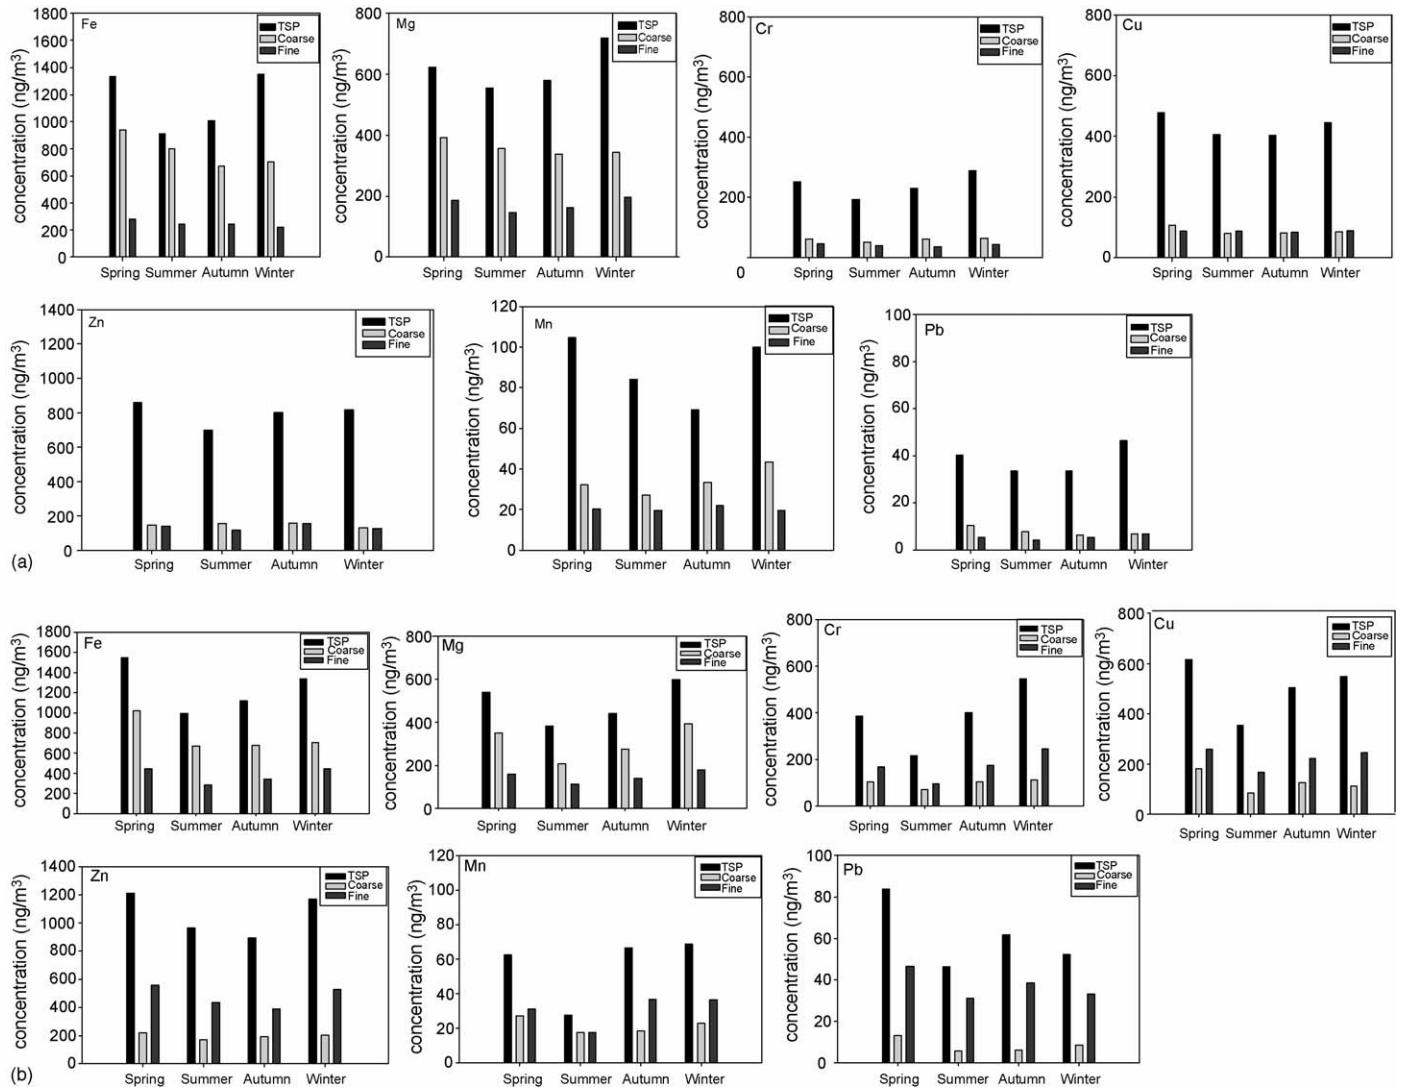 Fe
TSP
Coarse
Fine
concentration (ng/m³)
1800
1600
1400
1200
1000
800
600
400
200
0
Spring Summer Autumn Winter
Mg
TSP
Coarse
Fine
concentration (ng/m³)
800
600
400
200
0
Spring Summer Autumn Winter
Cr
TSP
Coarse
Fine
concentration (ng/m³)
800
600
400
200
0
Spring Summer Autumn Winter
Cu
TSP
Coarse
Fine
concentration (ng/m³)
800
600
400
200
0
Spring Summer Autumn Winter
Zn
TSP
Coarse
Fine
concentration (ng/m³)
1400
1200
1000
800
600
400
200
0
Spring Summer Autumn Winter
Mn
TSP
Coarse
Fine
concentration (ng/m³)
120
100
80
60
40
20
0
Spring Summer Autumn Winter
Pb
TSP
Coarse
Fine
concentration (ng/m³)
100
80
60
40
20
0
Spring Summer Autumn Winter
(a)
Fe
TSP
Coarse
Fine
concentration (ng/m³)
1800
1600
1400
1200
1000
800
600
400
200
0
Spring Summer Autumn Winter
Mg
TSP
Coarse
Fine
concentration (ng/m³)
800
600
400
200
0
Spring Summer Autumn Winter
Cr
TSP
Coarse
Fine
concentration (ng/m³)
800
600
400
200
0
Spring Summer Autumn Winter
Cu
TSP
Coarse
Fine
concentration (ng/m³)
800
600
400
200
0
Spring Summer Autumn Winter
Zn
TSP
Coarse
Fine
concentration (ng/m³)
1400
1200
1000
800
600
400
200
0
Spring Summer Autumn Winter
Mn
TSP
Coarse
Fine
concentration (ng/m³)
120
100
80
60
40
20
0
Spring Summer Autumn Winter
Pb
TSP
Coarse
Fine
concentration (ng/m³)
100
80
60
40
20
0
Spring Summer Autumn Winter
(b)